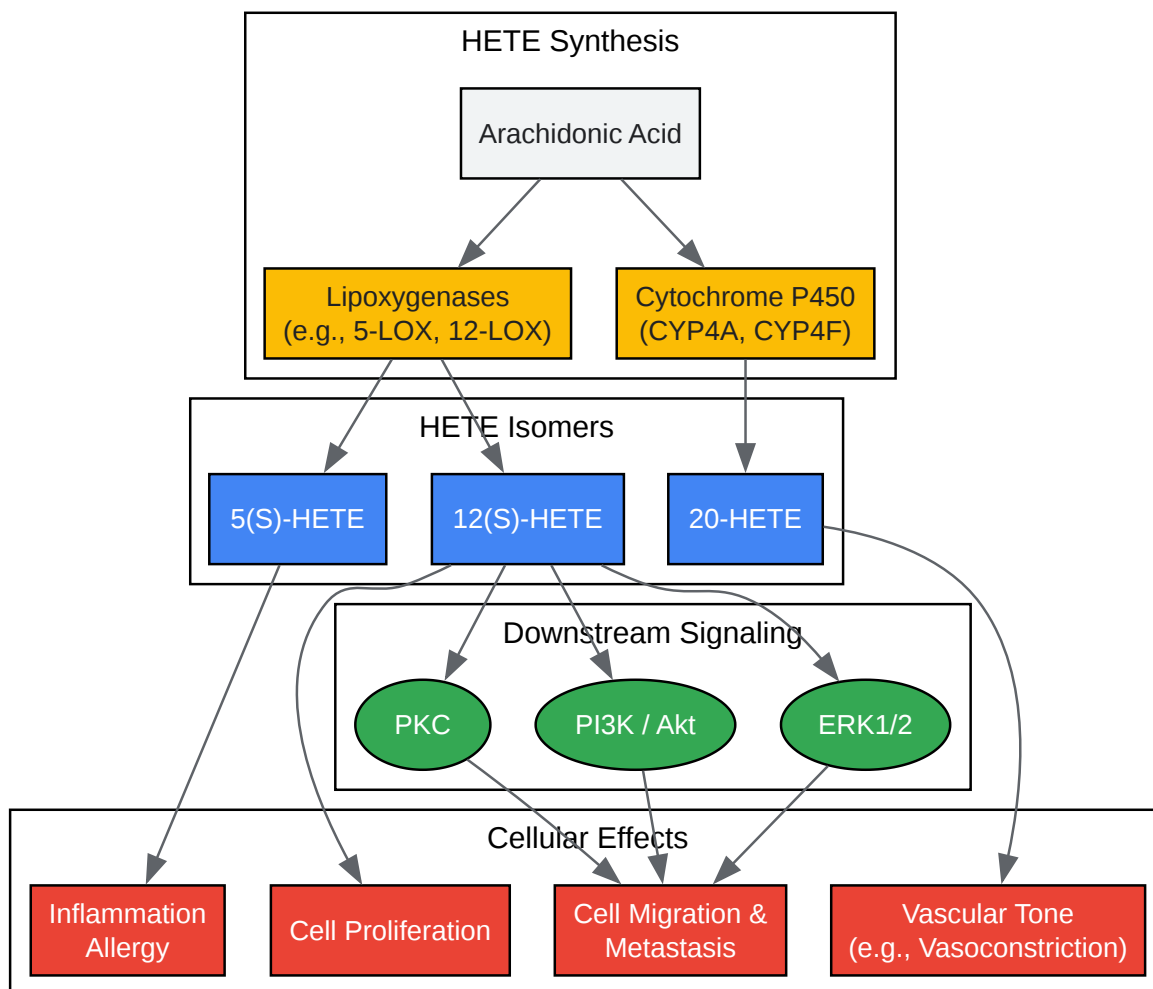 HETE Synthesis
Arachidonic Acid
Lipoxygenases
(e.g., 5-LOX, 12-LOX)
Cytochrome P450
(CYP4A, CYP4F)
HETE Isomers
5(S)-HETE
12(S)-HETE
20-HETE
Downstream Signaling
PKC
PI3K / Akt
ERK1/2
Cellular Effects
Inflammation
Allergy
Cell Proliferation
Cell Migration &
Metastasis
Vascular Tone
(e.g., Vasoconstriction)